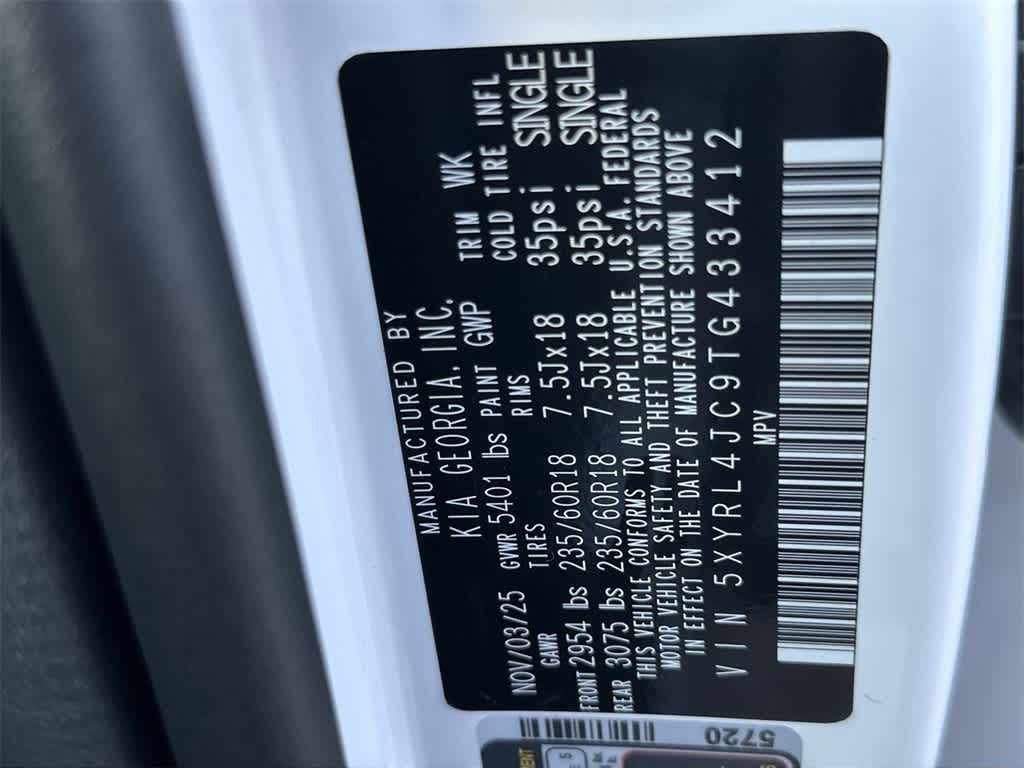 MANUFACTURED BY
KIA GEORGIA, INC.
NOV/03/25 GVWR 5401 lbs PAINT GWP TRIM WK
GAWR TIRES RIMS COLD TIRE INFL
FRONT 2954 lbs 235/60R18 7.5Jx18 35psi SINGLE
REAR 3075 lbs 235/60R18 7.5Jx18 35psi SINGLE
THIS VEHICLE CONFORMS TO ALL APPLICABLE U.S.A. FEDERAL
MOTOR VEHICLE SAFETY AND THEFT PREVENTION STANDARDS
IN EFFECT ON THE DATE OF MANUFACTURE SHOWN ABOVE
VIN 5XYRL4JC9TG433412
MPV
5720